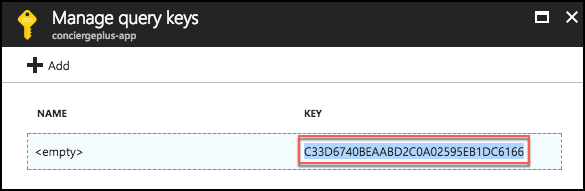 Manage query keys
conciergeplus-app
Add
NAME KEY
<empty> C33D6740BEAABD2C0A02595EB1DC6166